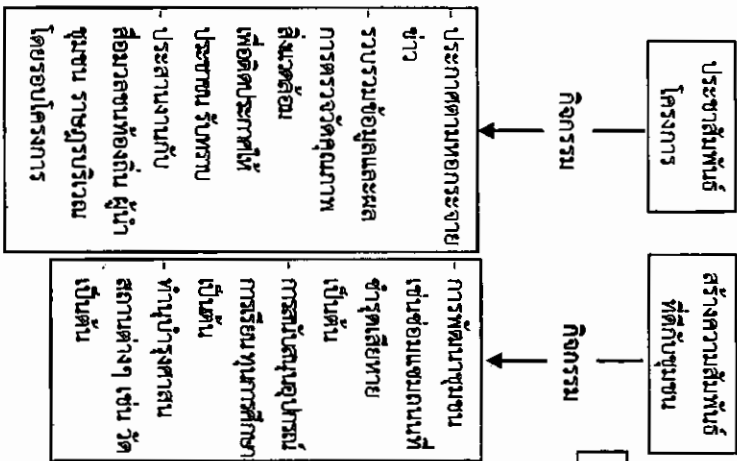 ประชาสัมพันธ์
โครงการ
กิจกรรม
- ประกาศตามหอกระจาย
ข่าว
- รวบรวมข้อมูลและผล
การตรวจวัดคุณภาพ
สิ่งแวดล้อม
เพื่อติดประกาศให้
ประชาชน รับทราบ
- ประสานงานกับ
สื่อมวลชนท้องถิ่น ผู้นำ
ชุมชน ราษฎรบริเวณ
โดยรอบโครงการ
สร้างความสัมพันธ์
ที่ดีกับชุมชน
กิจกรรม
- การพัฒนาชุมชน
เช่นซ่อมแซมถนนที่
ชำรุดเสียหาย
เป็นต้น
- การสนับสนุนอุปกรณ์
การเรียน ทุนการศึกษา
เป็นต้น
- ทำนุบำรุงศาสน
สถานต่างๆ เช่น วัด
เป็นต้น